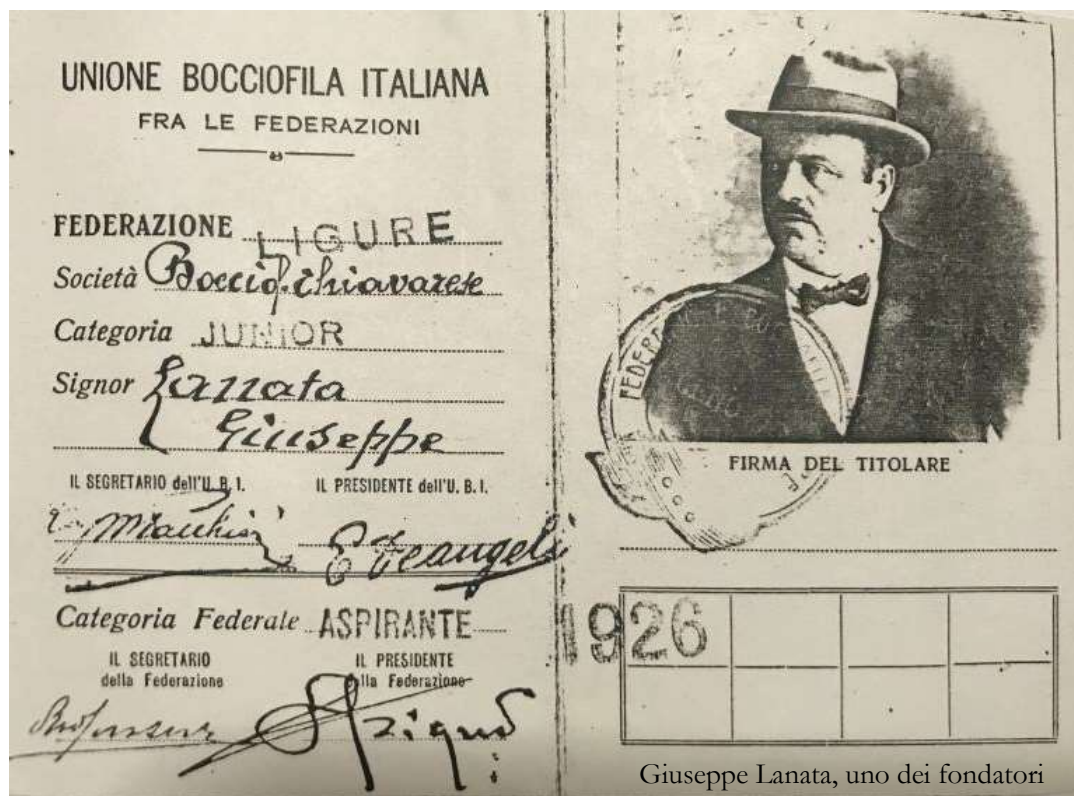 UNIONE BOCCIOFILA ITALIANA
FRA LE FEDERAZIONI
FEDERAZIONE LIGURE
Società Bocciof. Chiavarese
Categoria JUNIOR
Signor Lanata
Giuseppe
IL SEGRETARIO dell'U. B. I. IL PRESIDENTE dell'U. B. I.
Categoria Federale ASPIRANTE
IL SEGRETARIO della Federazione
IL PRESIDENTE della Federazione
FIRMA DEL TITOLARE
1926
Giuseppe Lanata, uno dei fondatori